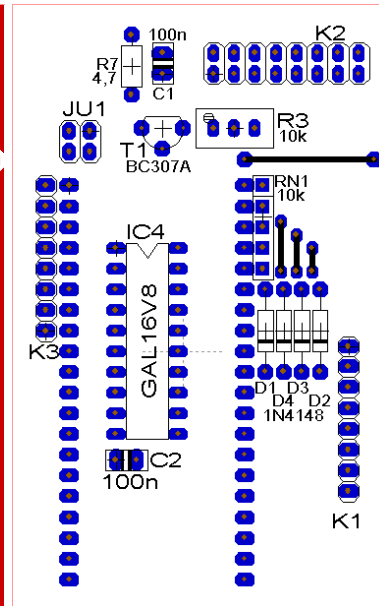 100n
K2
R7
4,7
C1
JU1
R3
10k
T1
BC307A
RN1
10k
IC4
GAL16V8
K3
D1 D3
D4 D2
1N4148
C2
100n
K1